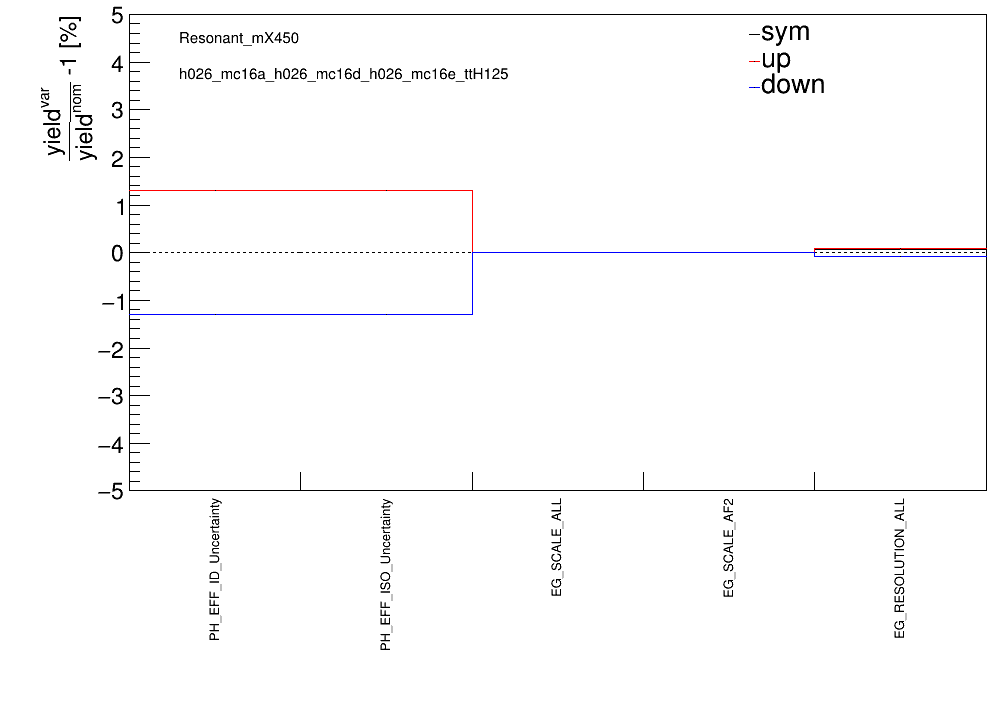 yield^var / yield^nom -1 [%]
5
4
3
2
1
0
−1
−2
−3
−4
−5
Resonant_mX450
h026_mc16a_h026_mc16d_h026_mc16e_ttH125
−sym
−up
−down
PH_EFF_ID_Uncertainty
PH_EFF_ISO_Uncertainty
EG_SCALE_ALL
EG_SCALE_AF2
EG_RESOLUTION_ALL